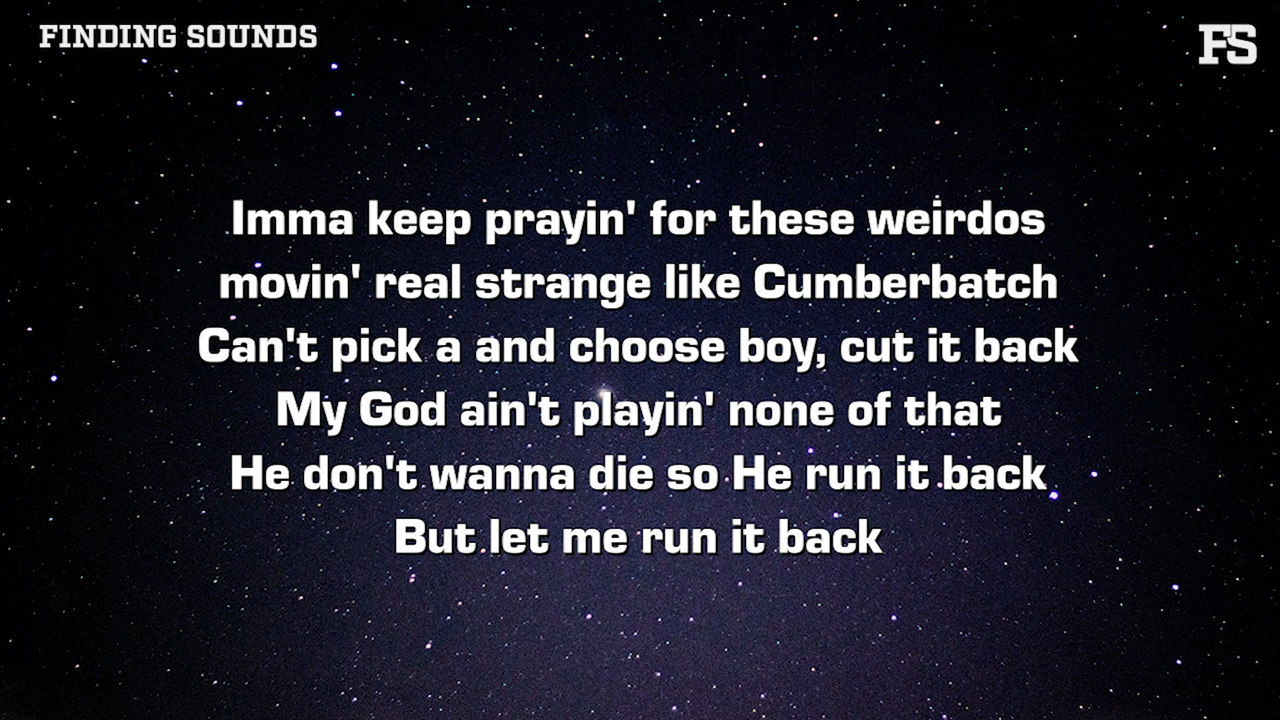 FINDING SOUNDS
FS
Imma keep prayin' for these weirdos
movin' real strange like Cumberbatch
Can't pick a and choose boy, cut it back
My God ain't playin' none of that
He don't wanna die so He run it back
But let me run it back